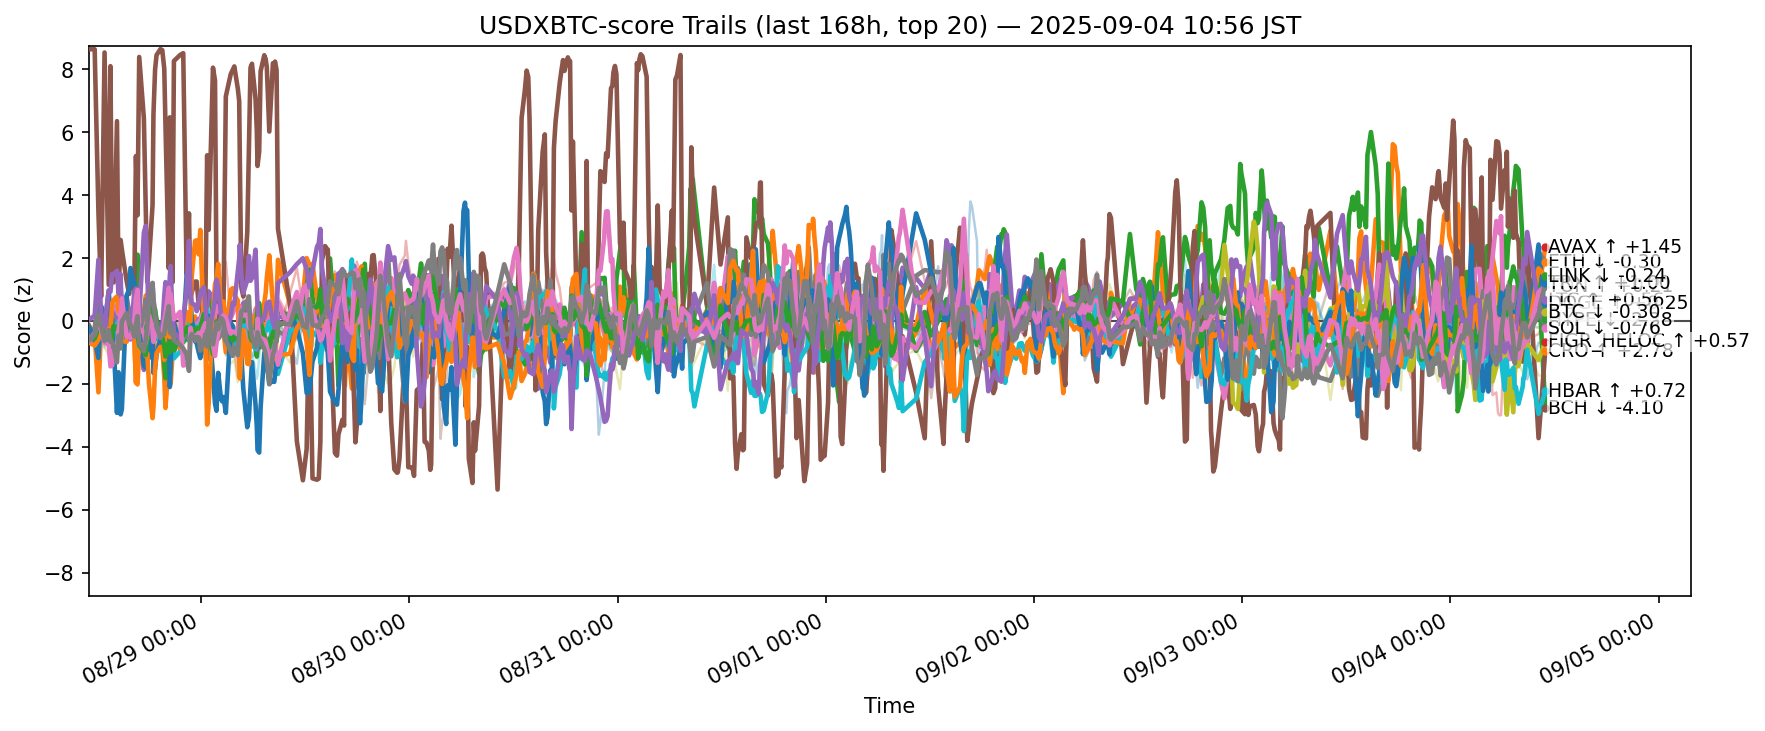 USDXBTC-score Trails (last 168h, top 20) — 2025-09-04 10:56 JST
Score (z)
8
6
4
2
0
−2
−4
−6
−8
AVAX ↑ +1.45
ETH ↓ -0.30
LINK ↓ -0.24
BTC ↓ -0.30
SOL ↓ -0.76
FIGR_HELOC ↑ +0.57
CRO +2.78
HBAR ↑ +0.72
BCH ↓ -4.10
08/29 00:00
08/30 00:00
08/31 00:00
09/01 00:00
09/02 00:00
09/03 00:00
09/04 00:00
09/05 00:00
Time